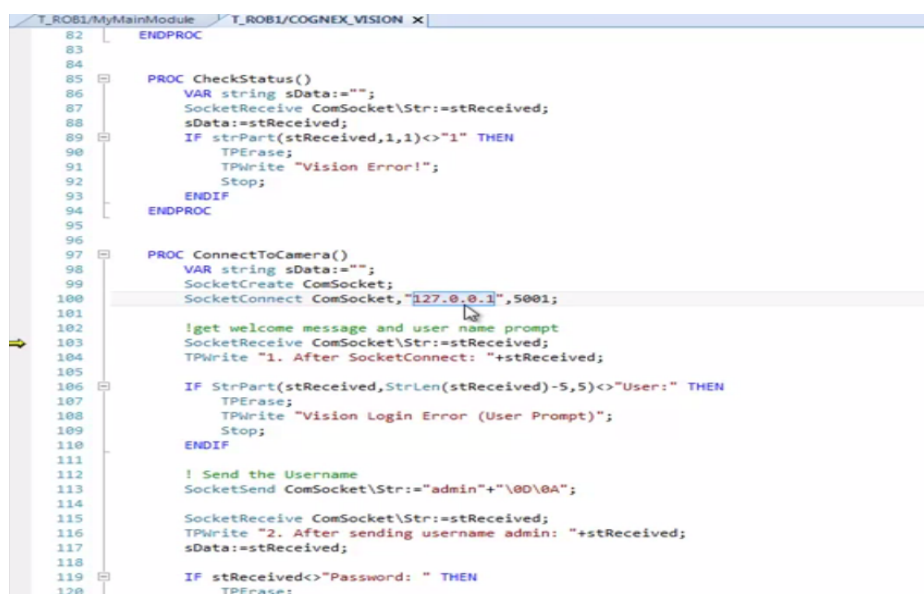 T_ROB1/MyMainModule T_ROB1/COGNEX_VISION X
82 ENDPROC
83
84
85 PROC CheckStatus()
86 VAR string sData:="";
87 SocketReceive ComSocket\Str:=stReceived;
88 sData:=stReceived;
89 IF strPart(stReceived,1,1)<>"1" THEN
90 TPErase;
91 TPWrite "Vision Error!";
92 Stop;
93 ENDIF
94 ENDPROC
95
96
97 PROC ConnectToCamera()
98 VAR string sData:="";
99 SocketCreate ComSocket;
100 SocketConnect ComSocket,"127.0.0.1",5001;
101
102 !get welcome message and user name prompt
103 SocketReceive ComSocket\Str:=stReceived;
104 TPWrite "1. After SocketConnect: "+stReceived;
105
106 IF StrPart(stReceived,StrLen(stReceived)-5,5)<>"User:" THEN
107 TPErase;
108 TPWrite "Vision Login Error (User Prompt)";
109 Stop;
110 ENDIF
111
112 ! Send the Username
113 SocketSend ComSocket\Str:="admin"+"\0D\0A";
114
115 SocketReceive ComSocket\Str:=stReceived;
116 TPWrite "2. After sending username admin: "+stReceived;
117 sData:=stReceived;
118
119 IF stReceived<>"Password: " THEN
120 TPErase;